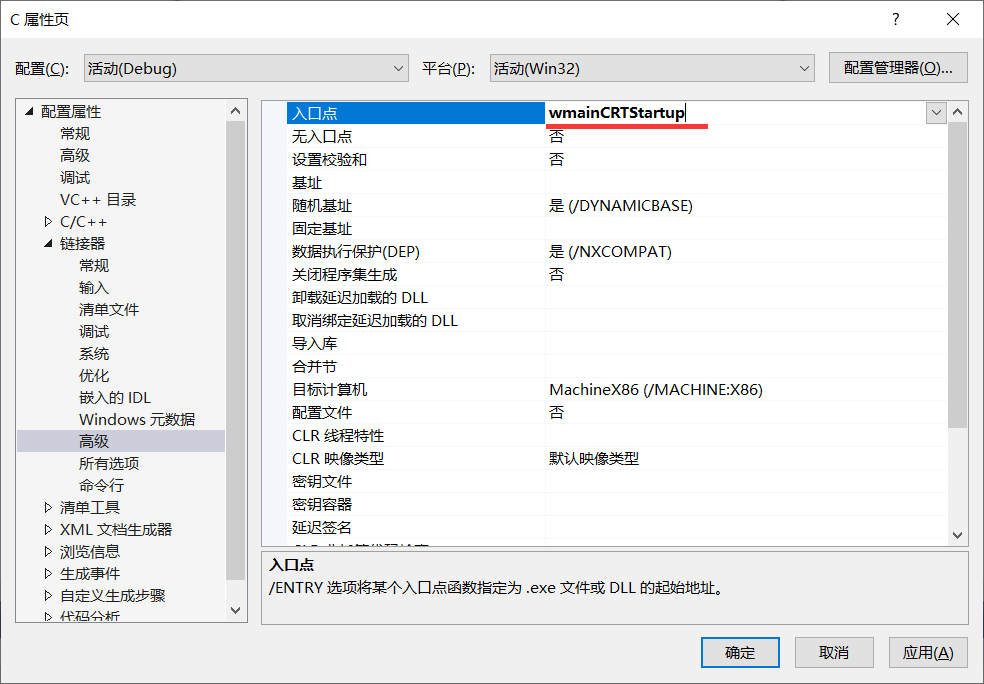 C 属性页
?
配置(C):
活动(Debug)
平台(P):
活动(Win32)
配置管理器(O)...
配置属性
常规
高级
调试
VC++ 目录
C/C++
链接器
常规
输入
清单文件
调试
系统
优化
嵌入的 IDL
Windows 元数据
高级
所有选项
命令行
清单工具
XML 文档生成器
浏览信息
生成事件
自定义生成步骤
代码分析
入口点 wmainCRTStartup
无入口点 否
设置校验和 否
基址
随机基址 是 (/DYNAMICBASE)
固定基址
数据执行保护(DEP) 是 (/NXCOMPAT)
关闭程序集生成 否
卸载延迟加载的 DLL
取消绑定延迟加载的 DLL
导入库
合并节
目标计算机 MachineX86 (/MACHINE:X86)
配置文件 否
CLR 线程特性
CLR 映像类型 默认映像类型
密钥文件
密钥容器
延迟签名
入口点
/ENTRY 选项将某个入口点函数指定为 .exe 文件或 DLL 的起始地址。
确定
取消
应用(A)